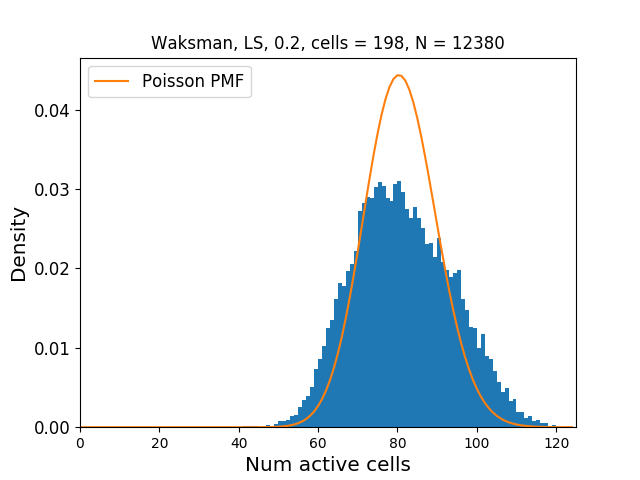 Waksman, LS, 0.2, cells = 198, N = 12380
Poisson PMF
0.04
0.03
0.02
0.01
0.00
Density
0 20 40 60 80 100 120
Num active cells